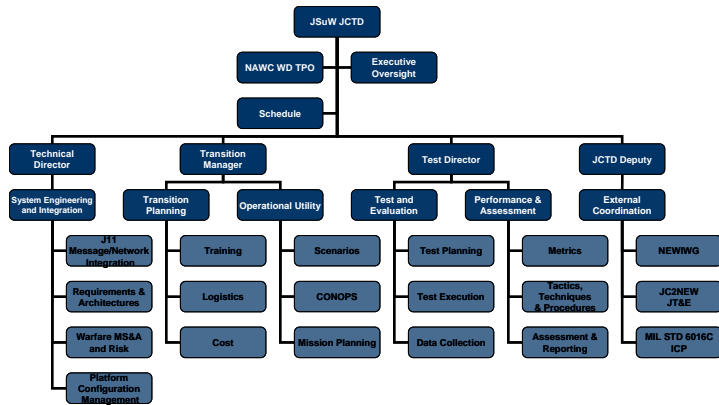 JSuW JCTD
NAWC WD TPO
Executive
Oversight
Schedule
Technical
Director
Transition
Manager
Test Director
JCTD Deputy
System Engineering
and Integration
Transition
Planning
Operational Utility
Test and
Evaluation
Performance &
Assessment
External
Coordination
J11
Message/Network
Integration
Training
Scenarios
Test Planning
Metrics
NEWIWG
Requirements &
Architectures
Logistics
CONOPS
Test Execution
Tactics,
Techniques
& Procedures
JC2NEW
JT&E
Warfare MS&A
and Risk
Cost
Mission Planning
Data Collection
Assessment &
Reporting
MIL STD 6016C
ICP
Platform
Configuration
Management